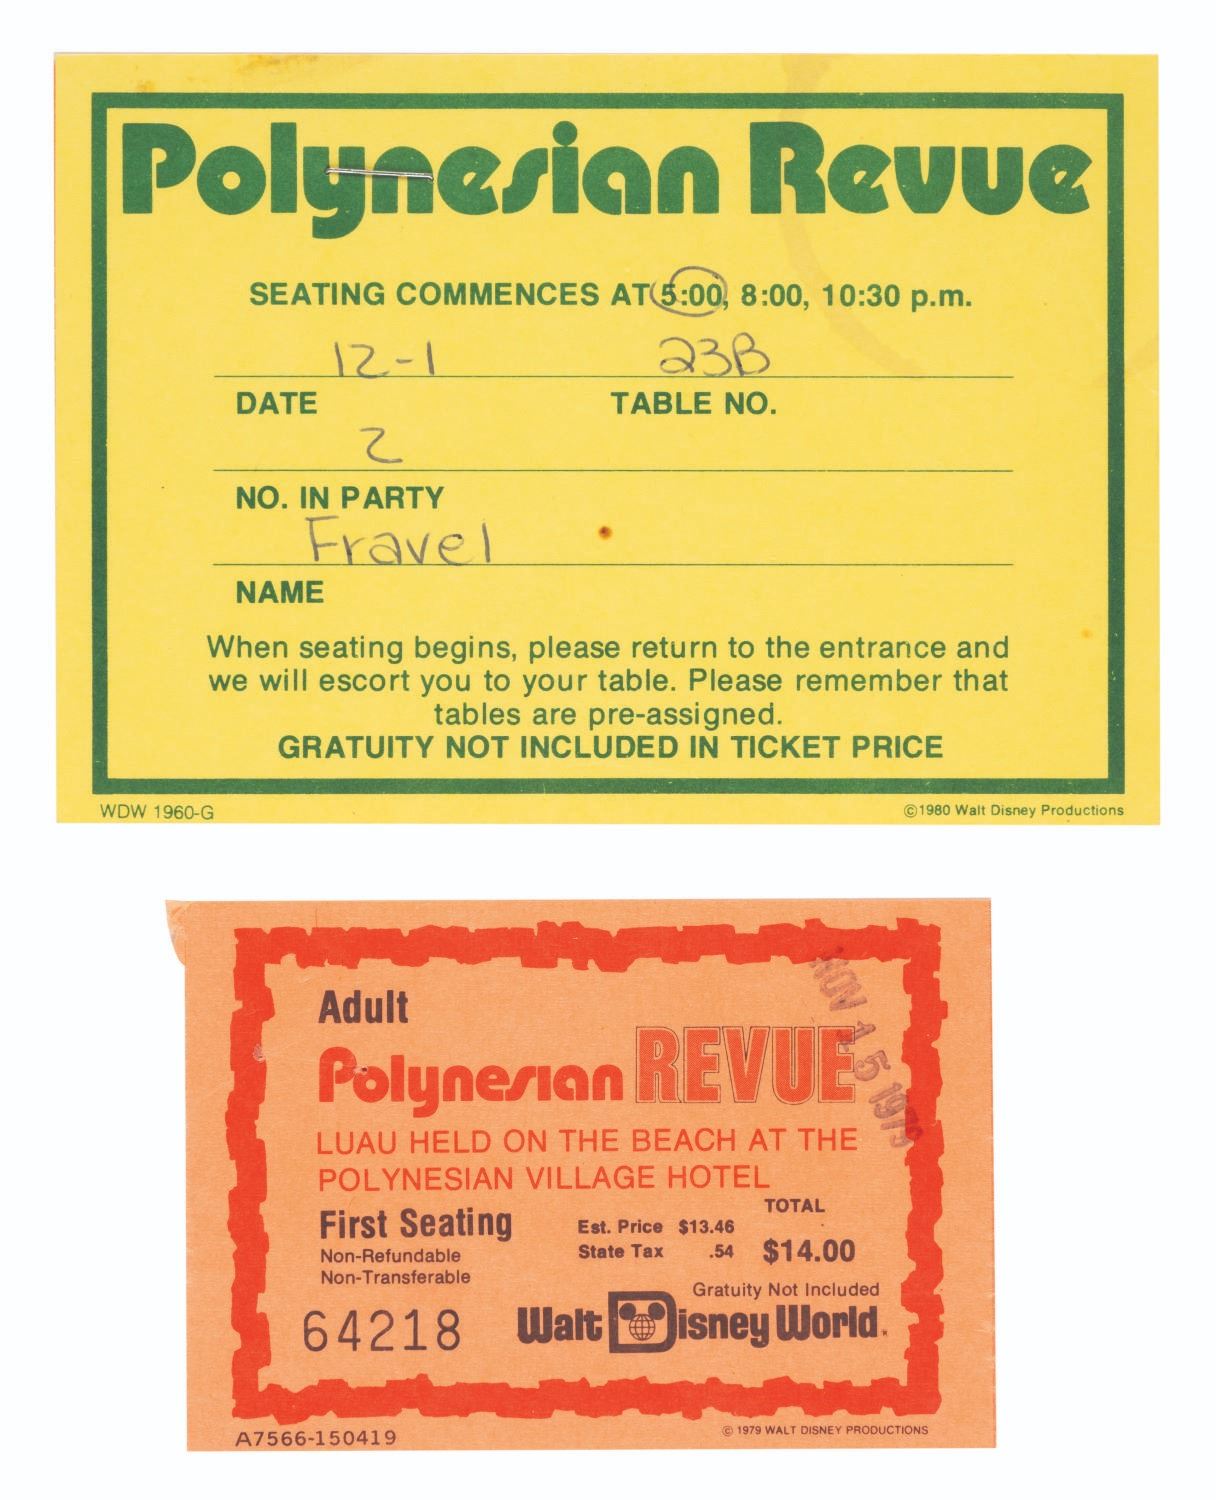 Polynesian Revue
SEATING COMMENCES AT 5:00, 8:00, 10:30 p.m.
12-1 23B
DATE TABLE NO.
2
NO. IN PARTY
Fravel
NAME
When seating begins, please return to the entrance and
we will escort you to your table. Please remember that
tables are pre-assigned.
GRATUITY NOT INCLUDED IN TICKET PRICE
WDW 1960-G ©1980 Walt Disney Productions
Adult
NOV 15 1979
Polynesian REVUE
LUAU HELD ON THE BEACH AT THE
POLYNESIAN VILLAGE HOTEL
TOTAL
First Seating Est. Price $13.46
Non-Refundable State Tax .54 $14.00
Non-Transferable
Gratuity Not Included
64218 Walt Disney World
A7566-150419 © 1979 WALT DISNEY PRODUCTIONS